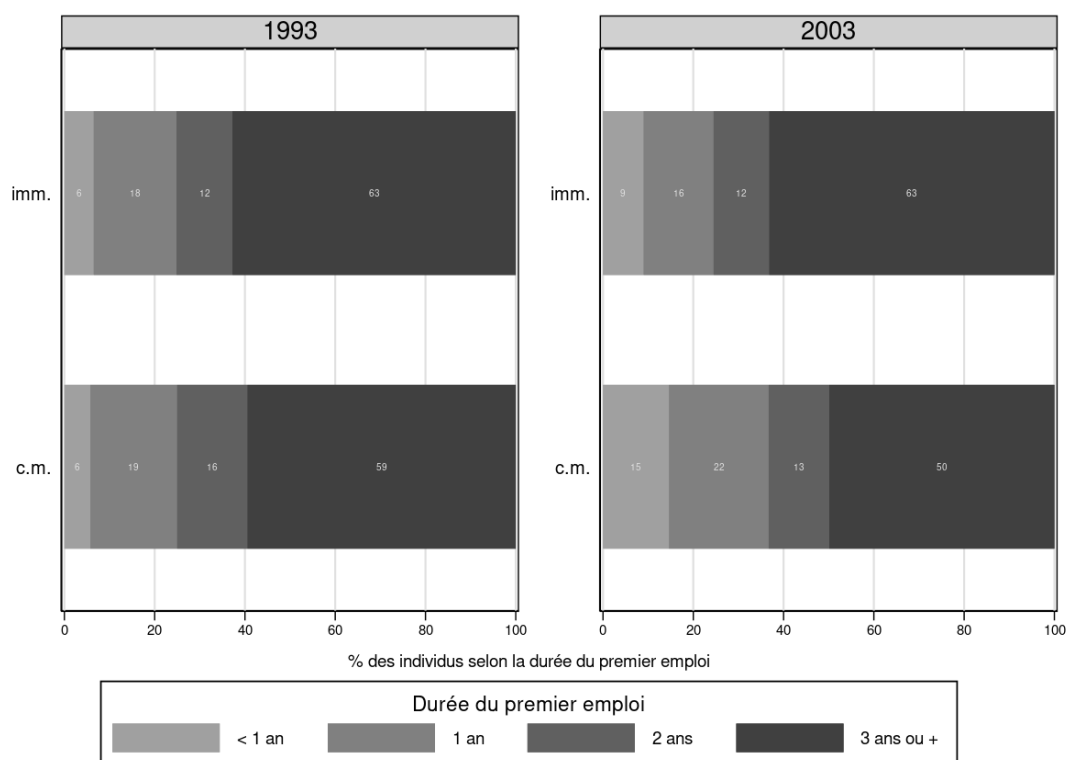 1993
2003
imm.
6 18 12 63
imm.
9 16 12 63
c.m.
6 19 16 59
c.m.
15 22 13 50
0 20 40 60 80 100
0 20 40 60 80 100
% des individus selon la durée du premier emploi
Durée du premier emploi
< 1 an 1 an 2 ans 3 ans ou +